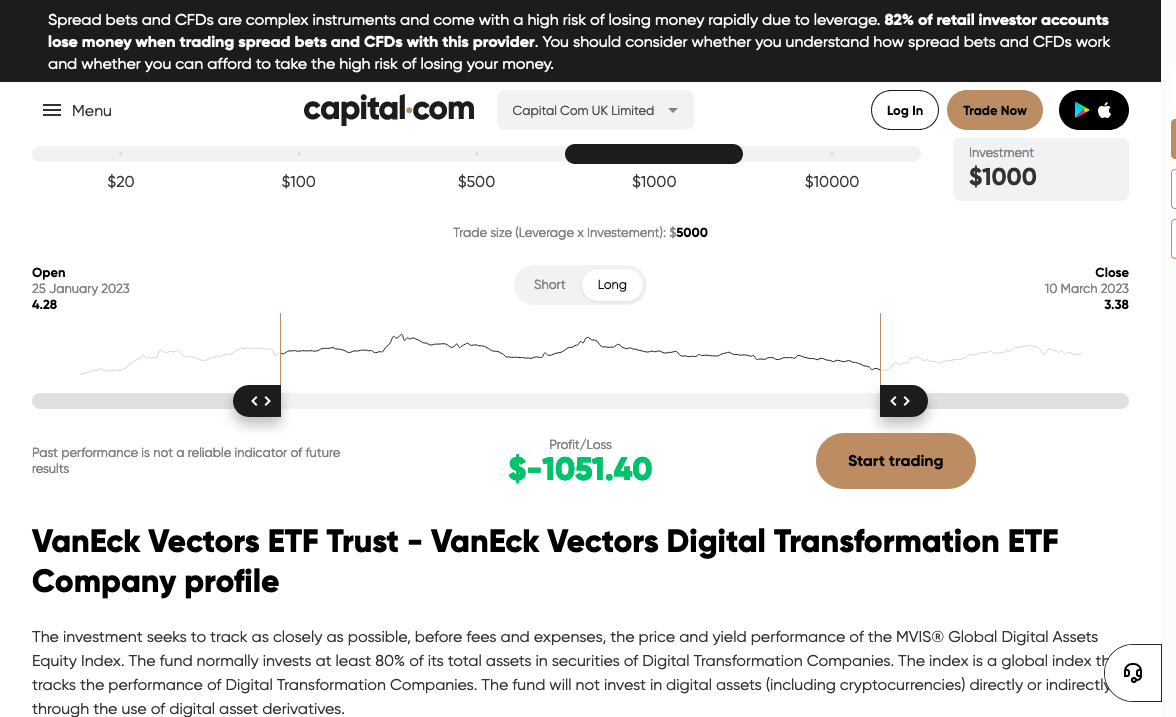 Spread bets and CFDs are complex instruments and come with a high risk of losing money rapidly due to leverage. 82% of retail investor accounts
lose money when trading spread bets and CFDs with this provider. You should consider whether you understand how spread bets and CFDs work
and whether you can afford to take the high risk of losing your money.
Menu
capital.com
Capital Com UK Limited
Log In
Trade Now
Investment
$1000
$20
$100
$500
$1000
$10000
Trade size (Leverage x Investement): $5000
Open
25 January 2023
4.28
Short
Long
Close
10 March 2023
3.38
Past performance is not a reliable indicator of future
results
Profit/Loss
$-1051.40
Start trading
VanEck Vectors ETF Trust - VanEck Vectors Digital Transformation ETF
Company profile
The investment seeks to track as closely as possible, before fees and expenses, the price and yield performance of the MVIS® Global Digital Assets
Equity Index. The fund normally invests at least 80% of its total assets in securities of Digital Transformation Companies. The index is a global index
tracks the performance of Digital Transformation Companies. The fund will not invest in digital assets (including cryptocurrencies) directly or indirectly
through the use of digital asset derivatives.